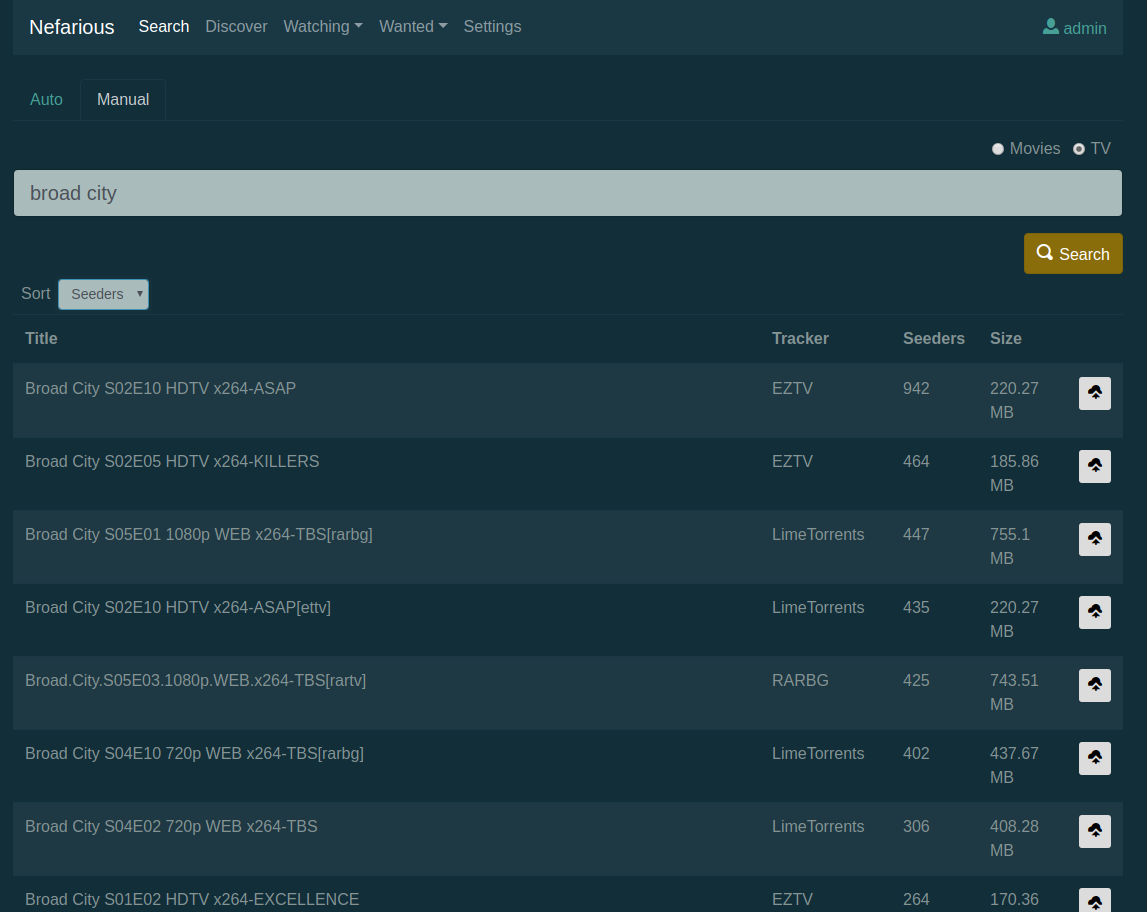 Nefarious Search Discover Watching Wanted Settings admin
Auto Manual
Movies TV
broad city
Search
Sort Seeders
Title Tracker Seeders Size
Broad City S02E10 HDTV x264-ASAP EZTV 942 220.27
MB
Broad City S02E05 HDTV x264-KILLERS EZTV 464 185.86
MB
Broad City S05E01 1080p WEB x264-TBS[rarbg] LimeTorrents 447 755.1
MB
Broad City S02E10 HDTV x264-ASAP[ettv] LimeTorrents 435 220.27
MB
Broad.City.S05E03.1080p.WEB.x264-TBS[rartv] RARBG 425 743.51
MB
Broad City S04E10 720p WEB x264-TBS[rarbg] LimeTorrents 402 437.67
MB
Broad City S04E02 720p WEB x264-TBS LimeTorrents 306 408.28
MB
Broad City S01E02 HDTV x264-EXCELLENCE EZTV 264 170.36